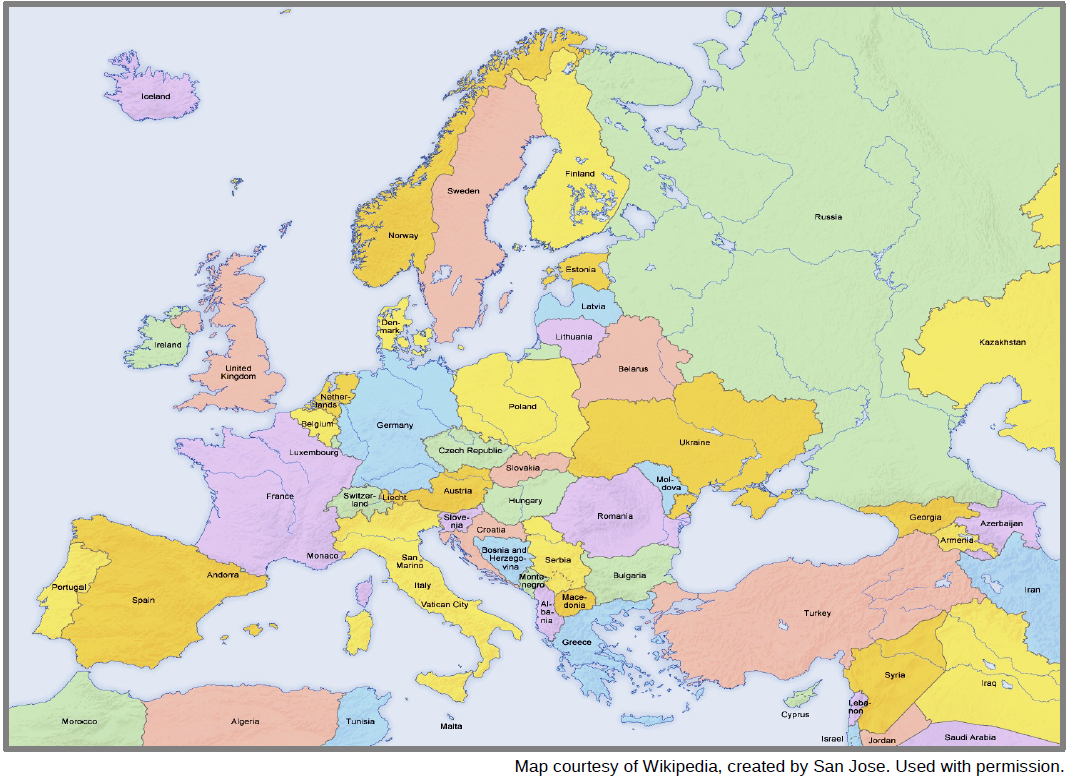 Iceland
Sweden
Finland
Norway
Russia
Estonia
Latvia
Lithuania
Den-
mark
Ireland
United
Kingdom
Belarus
Kazakhstan
Nether-
lands
Belgium
Germany
Poland
Luxembourg
Czech Republic
Ukraine
Slovakia
France
Switzer-
land
Liecht.
Austria
Hungary
Mol-
dova
Romania
Slove-
nia
Croatia
Georgia
Azerbaijan
Armenia
Monaco
San
Marino
Bosnia and
Herzego-
vina
Serbia
Andorra
Italy
Monte-
negro
Bulgaria
Portugal
Spain
Vatican City
Al-
ba-
nia
Mace-
donia
Turkey
Iran
Greece
Syria
Iraq
Morocco
Algeria
Tunisia
Malta
Cyprus
Leba-
non
Israel
Jordan
Saudi Arabia
Map courtesy of Wikipedia, created by San Jose. Used with permission.